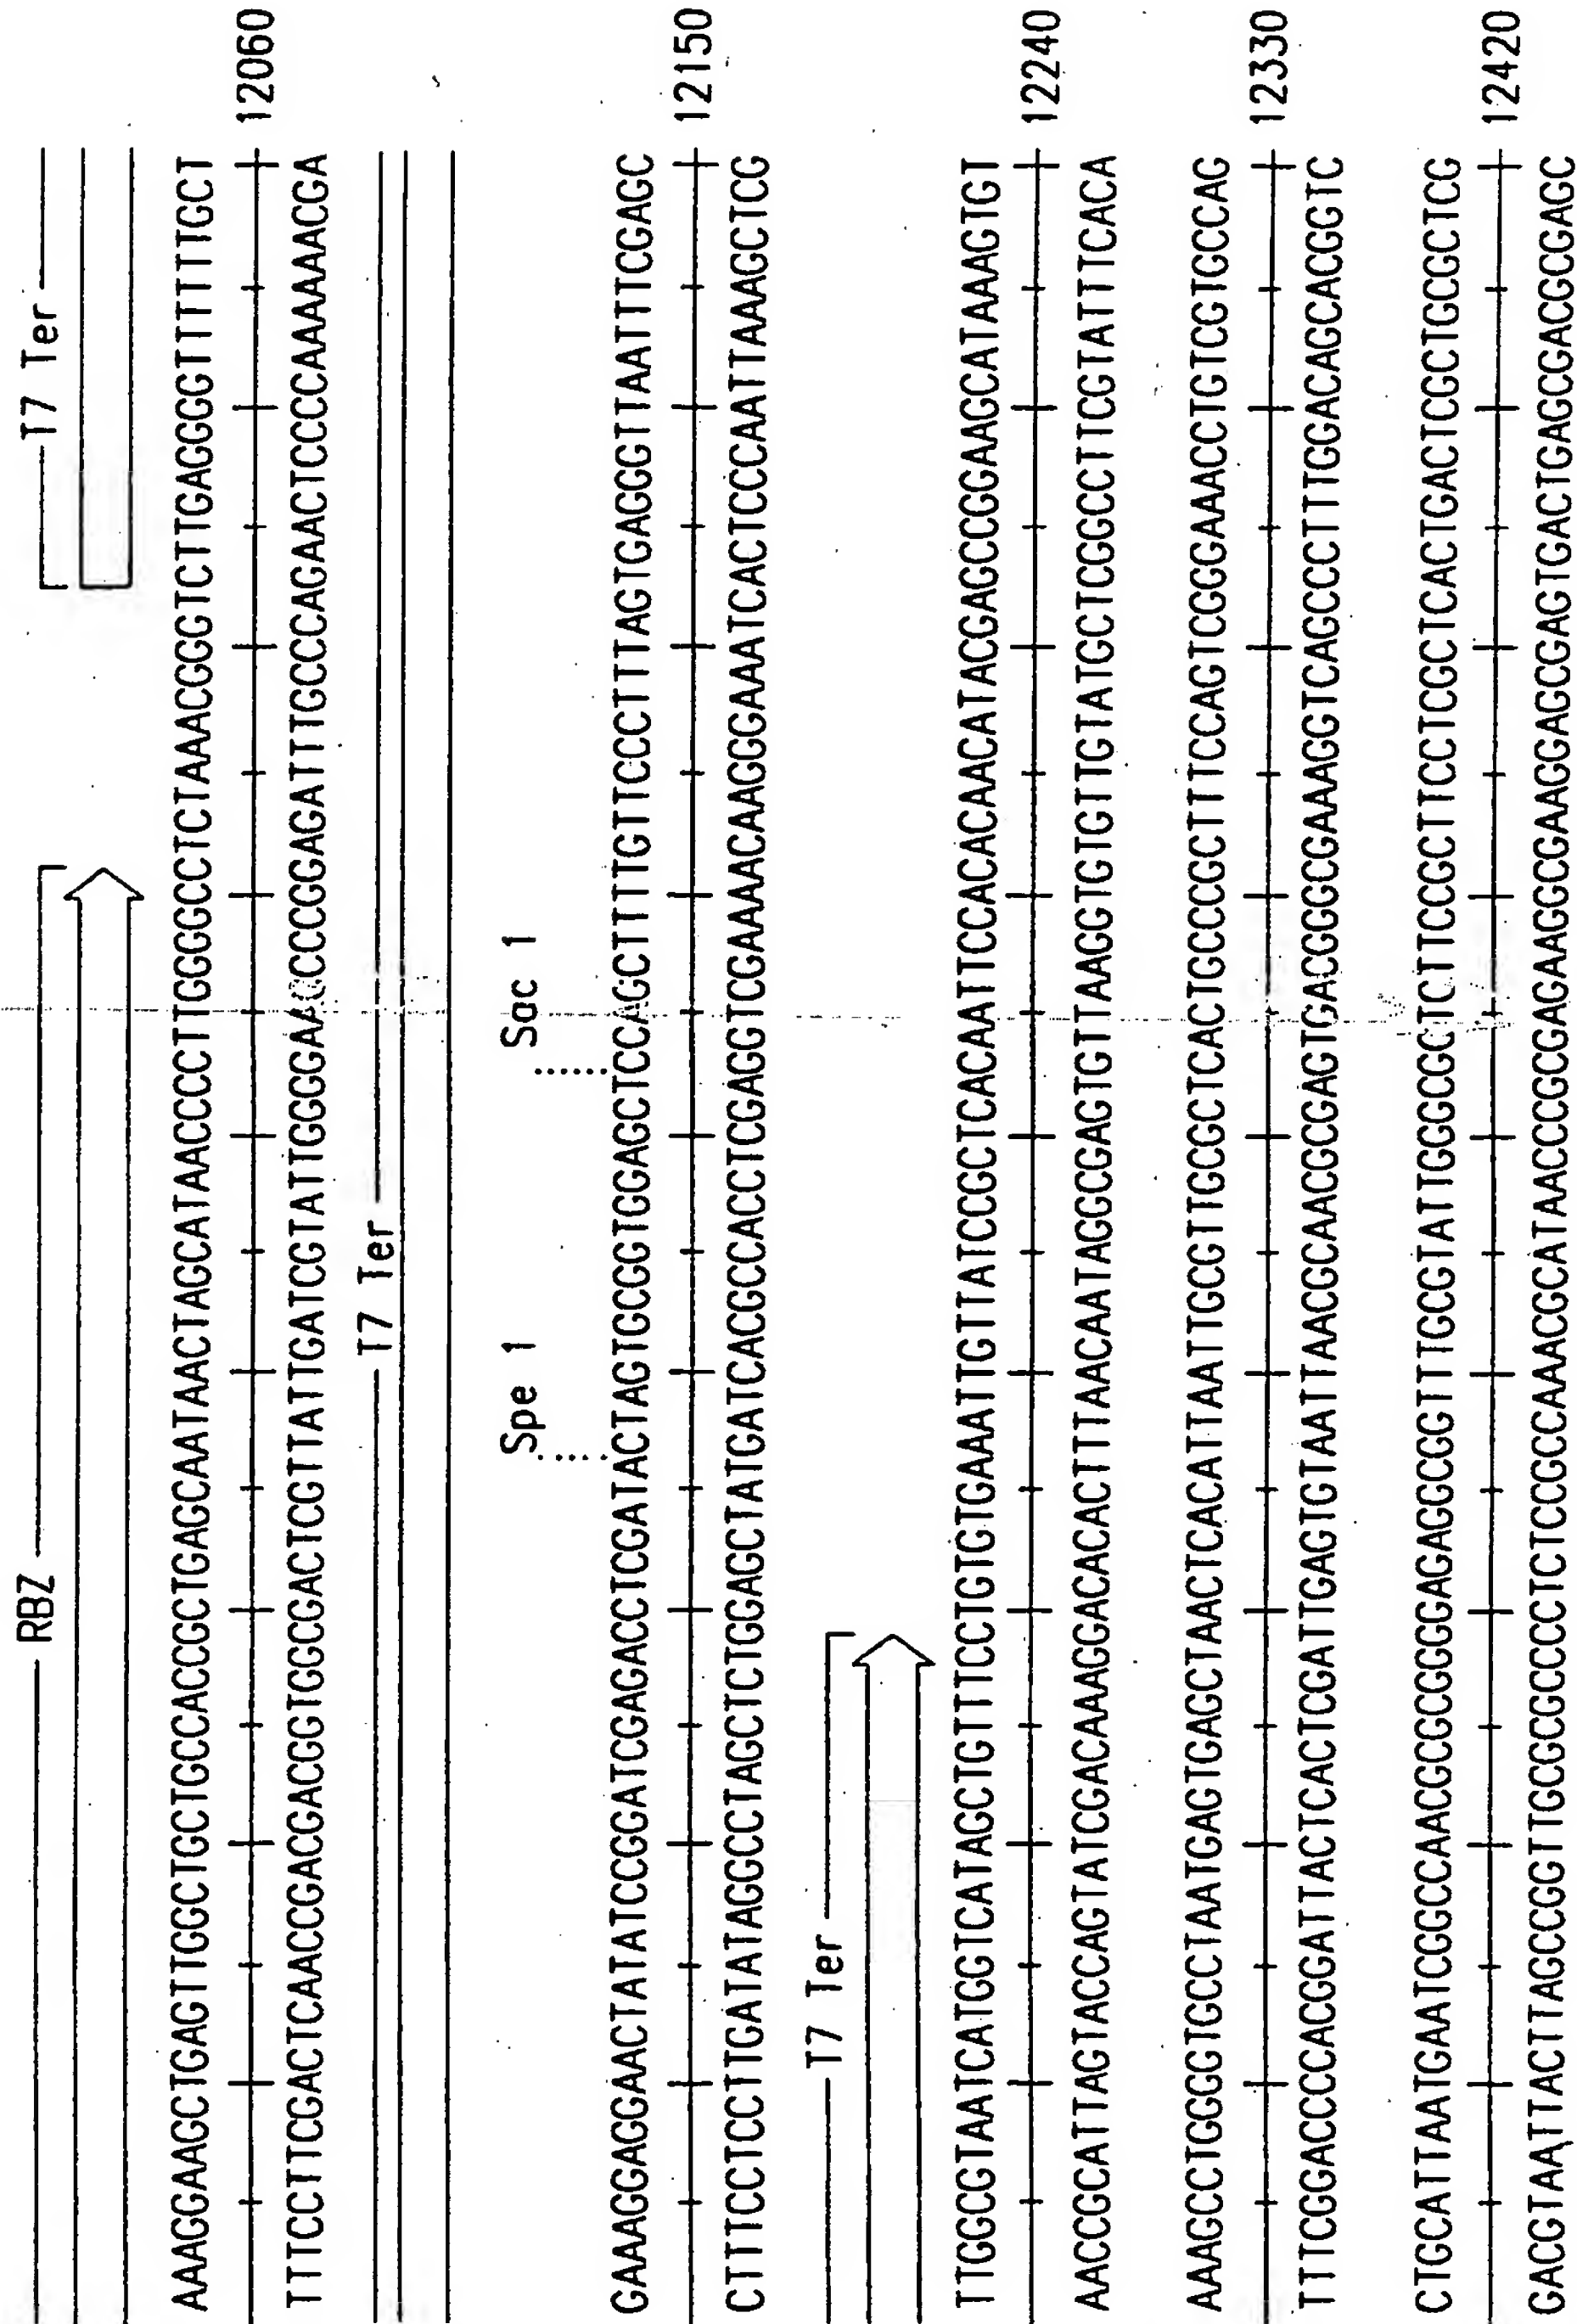 RBZ T7 Ter
AAAGGAAGCTGAGTTGGCTGCTGCCACCGCTGAGCAATAACTAGCATAACCCCTTGGGGCCTCTAAACGGGTCTTGAGGGGTTTTTTGCT
12060
TTTCCTTCGACTCAACCGACGACGGTGGCGACTCGTTATTGATCGTATTGGGGAACCCCGGAGATTTGCCCAGAACTCCCCAAAAAACGA
T7 Ter
Spe 1 Sac 1
GAAAGGAGGAACTATATCCGGATCGAGACCTCGATACTAGTGCGGTGGAGCTCCAGCTTTTGTTCCCTTTAGTGAGGGTTAATTTCGAGC
12150
CTTTCCTCCTTGATATAGGCCTAGCTCTGGAGCTATGATCACGCCACCTCGAGGTCGAAAACAAGGGAAATCACTCCCAATTAAAGCTCG
T7 Ter
TTGGCGTAATCATGGTCATAGCTGTTTCCTGTGTGAAATTGTTATCCGCTCACAATTCCACACAACATACGAGCCGGAAGCATAAAGTGT
12240
AACCGCATTAGTACCAGTATCGACAAAGGACACACTTTAACAATAGGCGAGTGTTAAGGTGTGTTGTATGCTCGGCCTTCGTATTTCACA
AAAGCCTGGGGTGCCTAATGAGTGAGCTAACTCACATTAATTGCGTTGCGCTCACTGCCCGCTTTCCAGTCGGGAAACCTGTCGTGCCAG
12330
TTTCGGACCCCACGGATTACTCACTCGATTGAGTGTAATTAACGCAACGCGAGTGACGGGCGAAAGGTCAGCCCTTTGGACAGCACGGTC
CTGCATTAATGAATCGGCCAACGCGCGGGGAGAGGCGGTTTGCGTATTGGGCGCTCTTCCGCTTCCTCGCTCACTGACTCGCTGCGCTCG
12420
GACGTAATTACTTAGCCGGTTGCGCGCCCCTCTCCGCCAAACGCATAACCCGCGAGAAGGCGAAGGAGCGAGTGACTGAGCGACGCGAGC